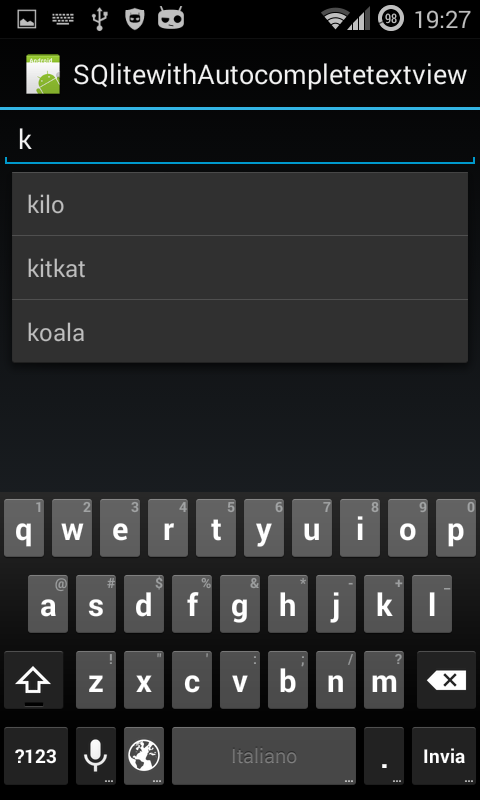 98 19:27
Android
SQlitewithAutocompletetextview
k
kilo
kitkat
koala
1 2 3 4 5 6 7 8 9 0
q w e r t y u i o p
@ # $ % & * - + _
a s d f g h j k l
! " ' : ; / ?
z x c v b n m
?123 ... ... Italiano ... . ... Invia ...